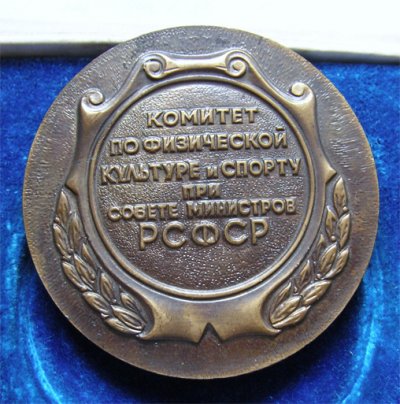 КОМИТЕТ
ПО ФИЗИЧЕСКОЙ
КУЛЬТУРЕ и СПОРТУ
ПРИ
СОВЕТЕ МИНИСТРОВ
РСФСР